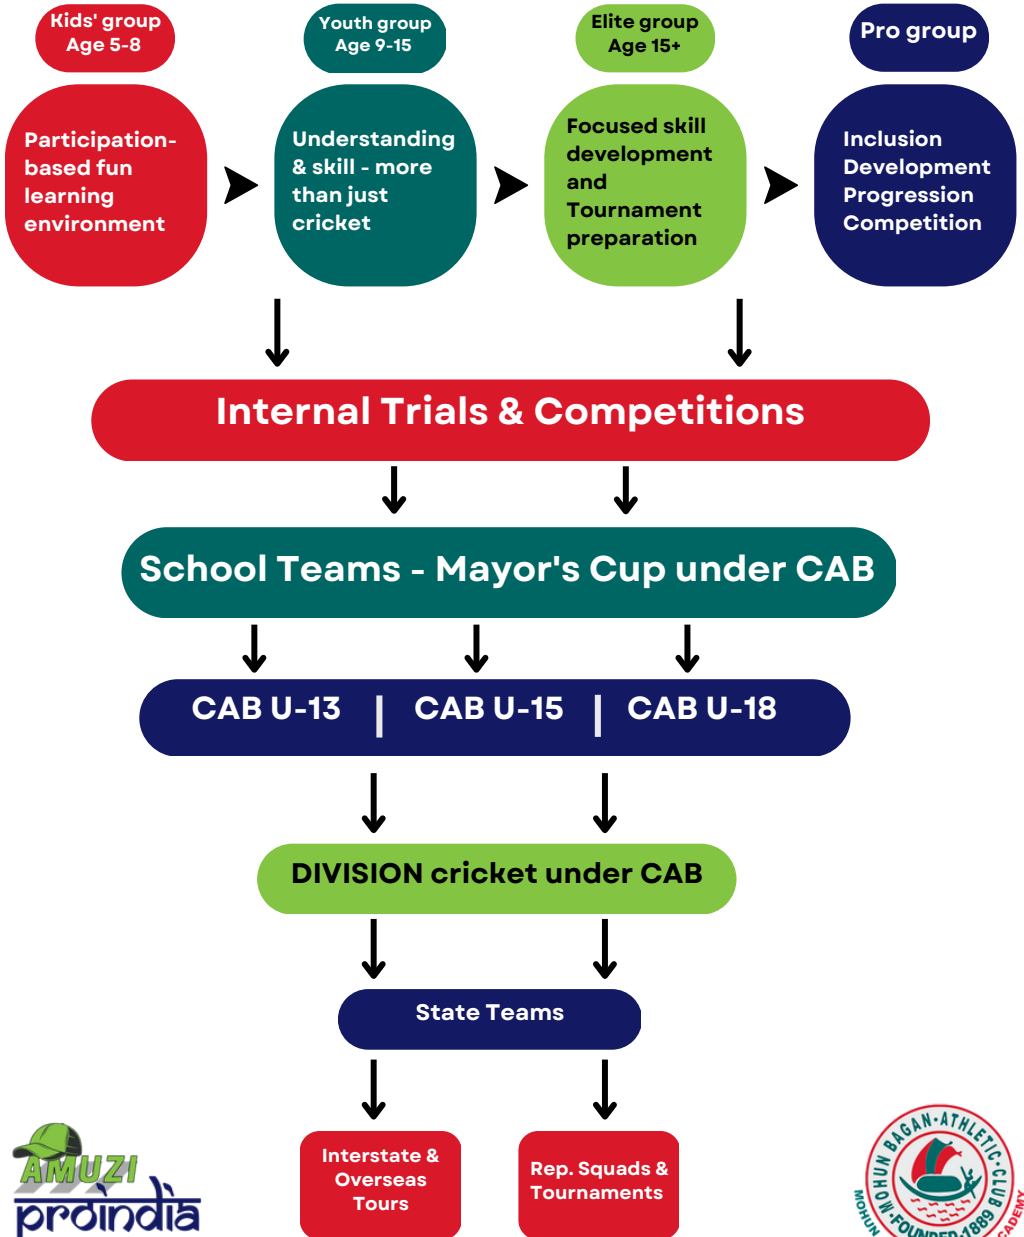 Kids' group
Age 5-8
Youth group
Age 9-15
Elite group
Age 15+
Pro group
Participation-
based fun
learning
environment
Understanding
& skill - more
than just
cricket
Focused skill
development
and
Tournament
preparation
Inclusion
Development
Progression
Competition
Internal Trials & Competitions
School Teams - Mayor's Cup under CAB
CAB U-13 | CAB U-15 | CAB U-18
DIVISION cricket under CAB
State Teams
Interstate &
Overseas
Tours
Rep. Squads &
Tournaments
AMUZI
proindia
MOHUN BAGAN·ATHLETIC·CLUB
·FOUNDED·1889
MOHUN
ACADEMY